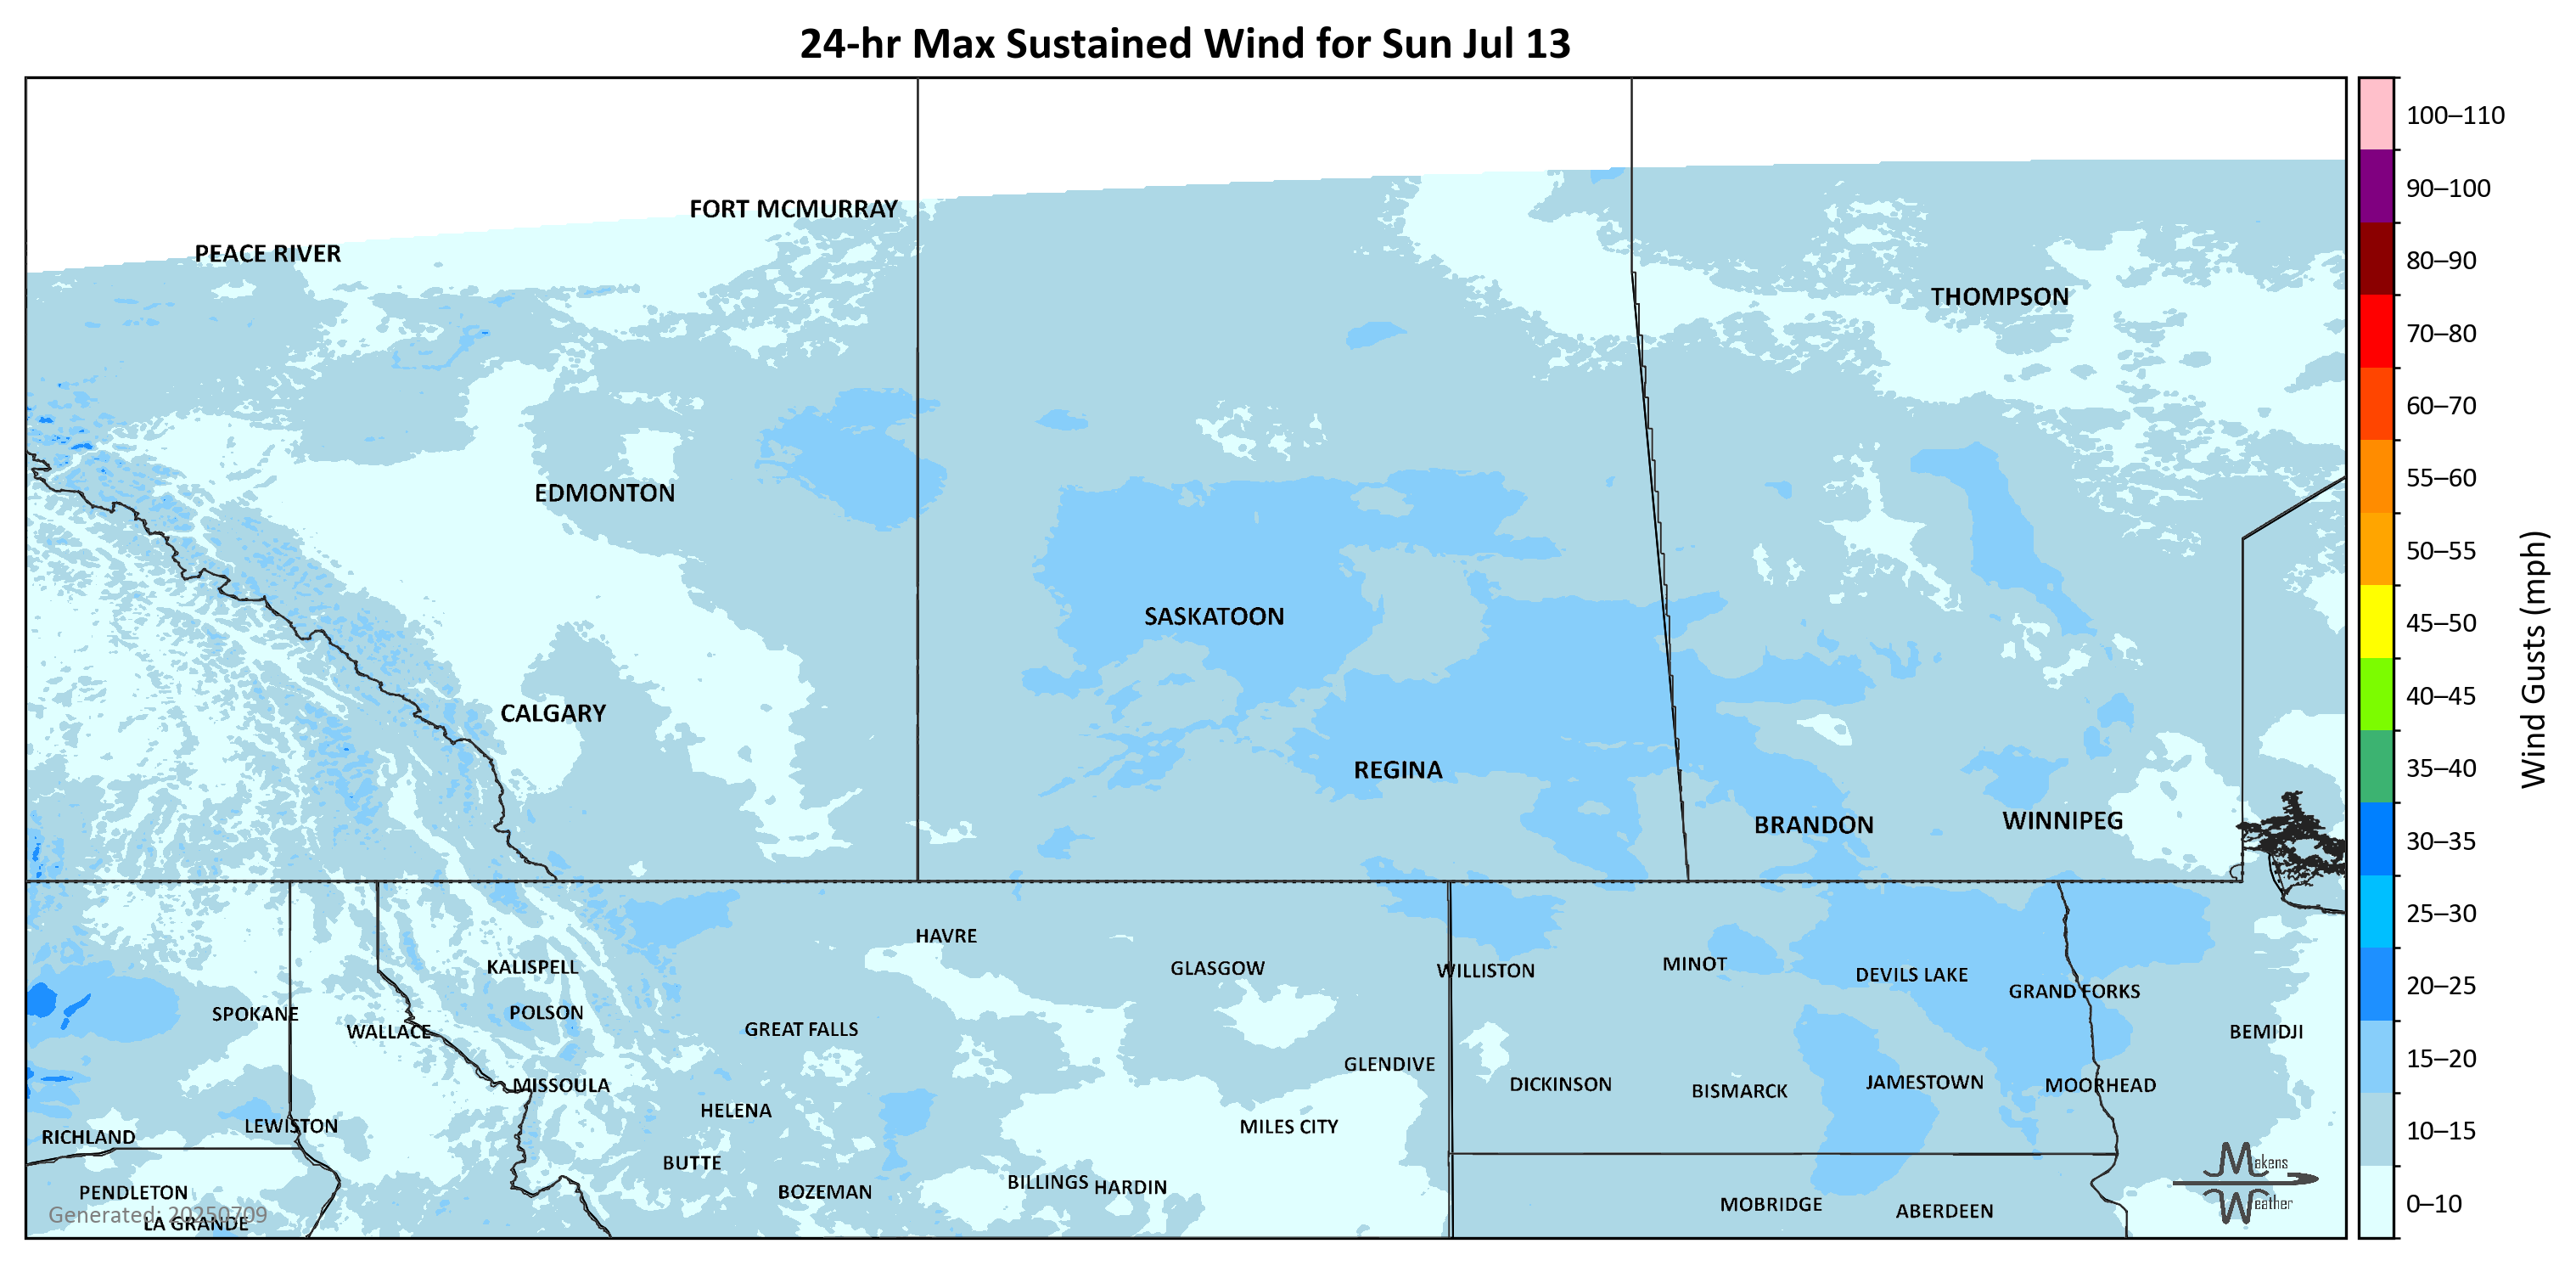 24-hr Max Sustained Wind for Sun Jul 13
100–110
90–100
80–90
70–80
60–70
55–60
50–55
45–50
40–45
35–40
30–35
25–30
20–25
15–20
10–15
0–10
Wind Gusts (mph)
FORT MCMURRAY
PEACE RIVER
THOMPSON
EDMONTON
SASKATOON
CALGARY
REGINA
BRANDON
WINNIPEG
HAVRE
KALISPELL
GLASGOW
WILLISTON
MINOT
DEVILS LAKE
GRAND FORKS
SPOKANE
POLSON
WALLACE
GREAT FALLS
BEMIDJI
GLENDIVE
MISSOULA
DICKINSON
BISMARCK
JAMESTOWN
MOORHEAD
HELENA
LEWISTON
MILES CITY
RICHLAND
BUTTE
BOZEMAN
BILLINGS
HARDIN
PENDLETON
MOBRIDGE
ABERDEEN
Generated: 20250709
LA GRANDE
Makens
Weather